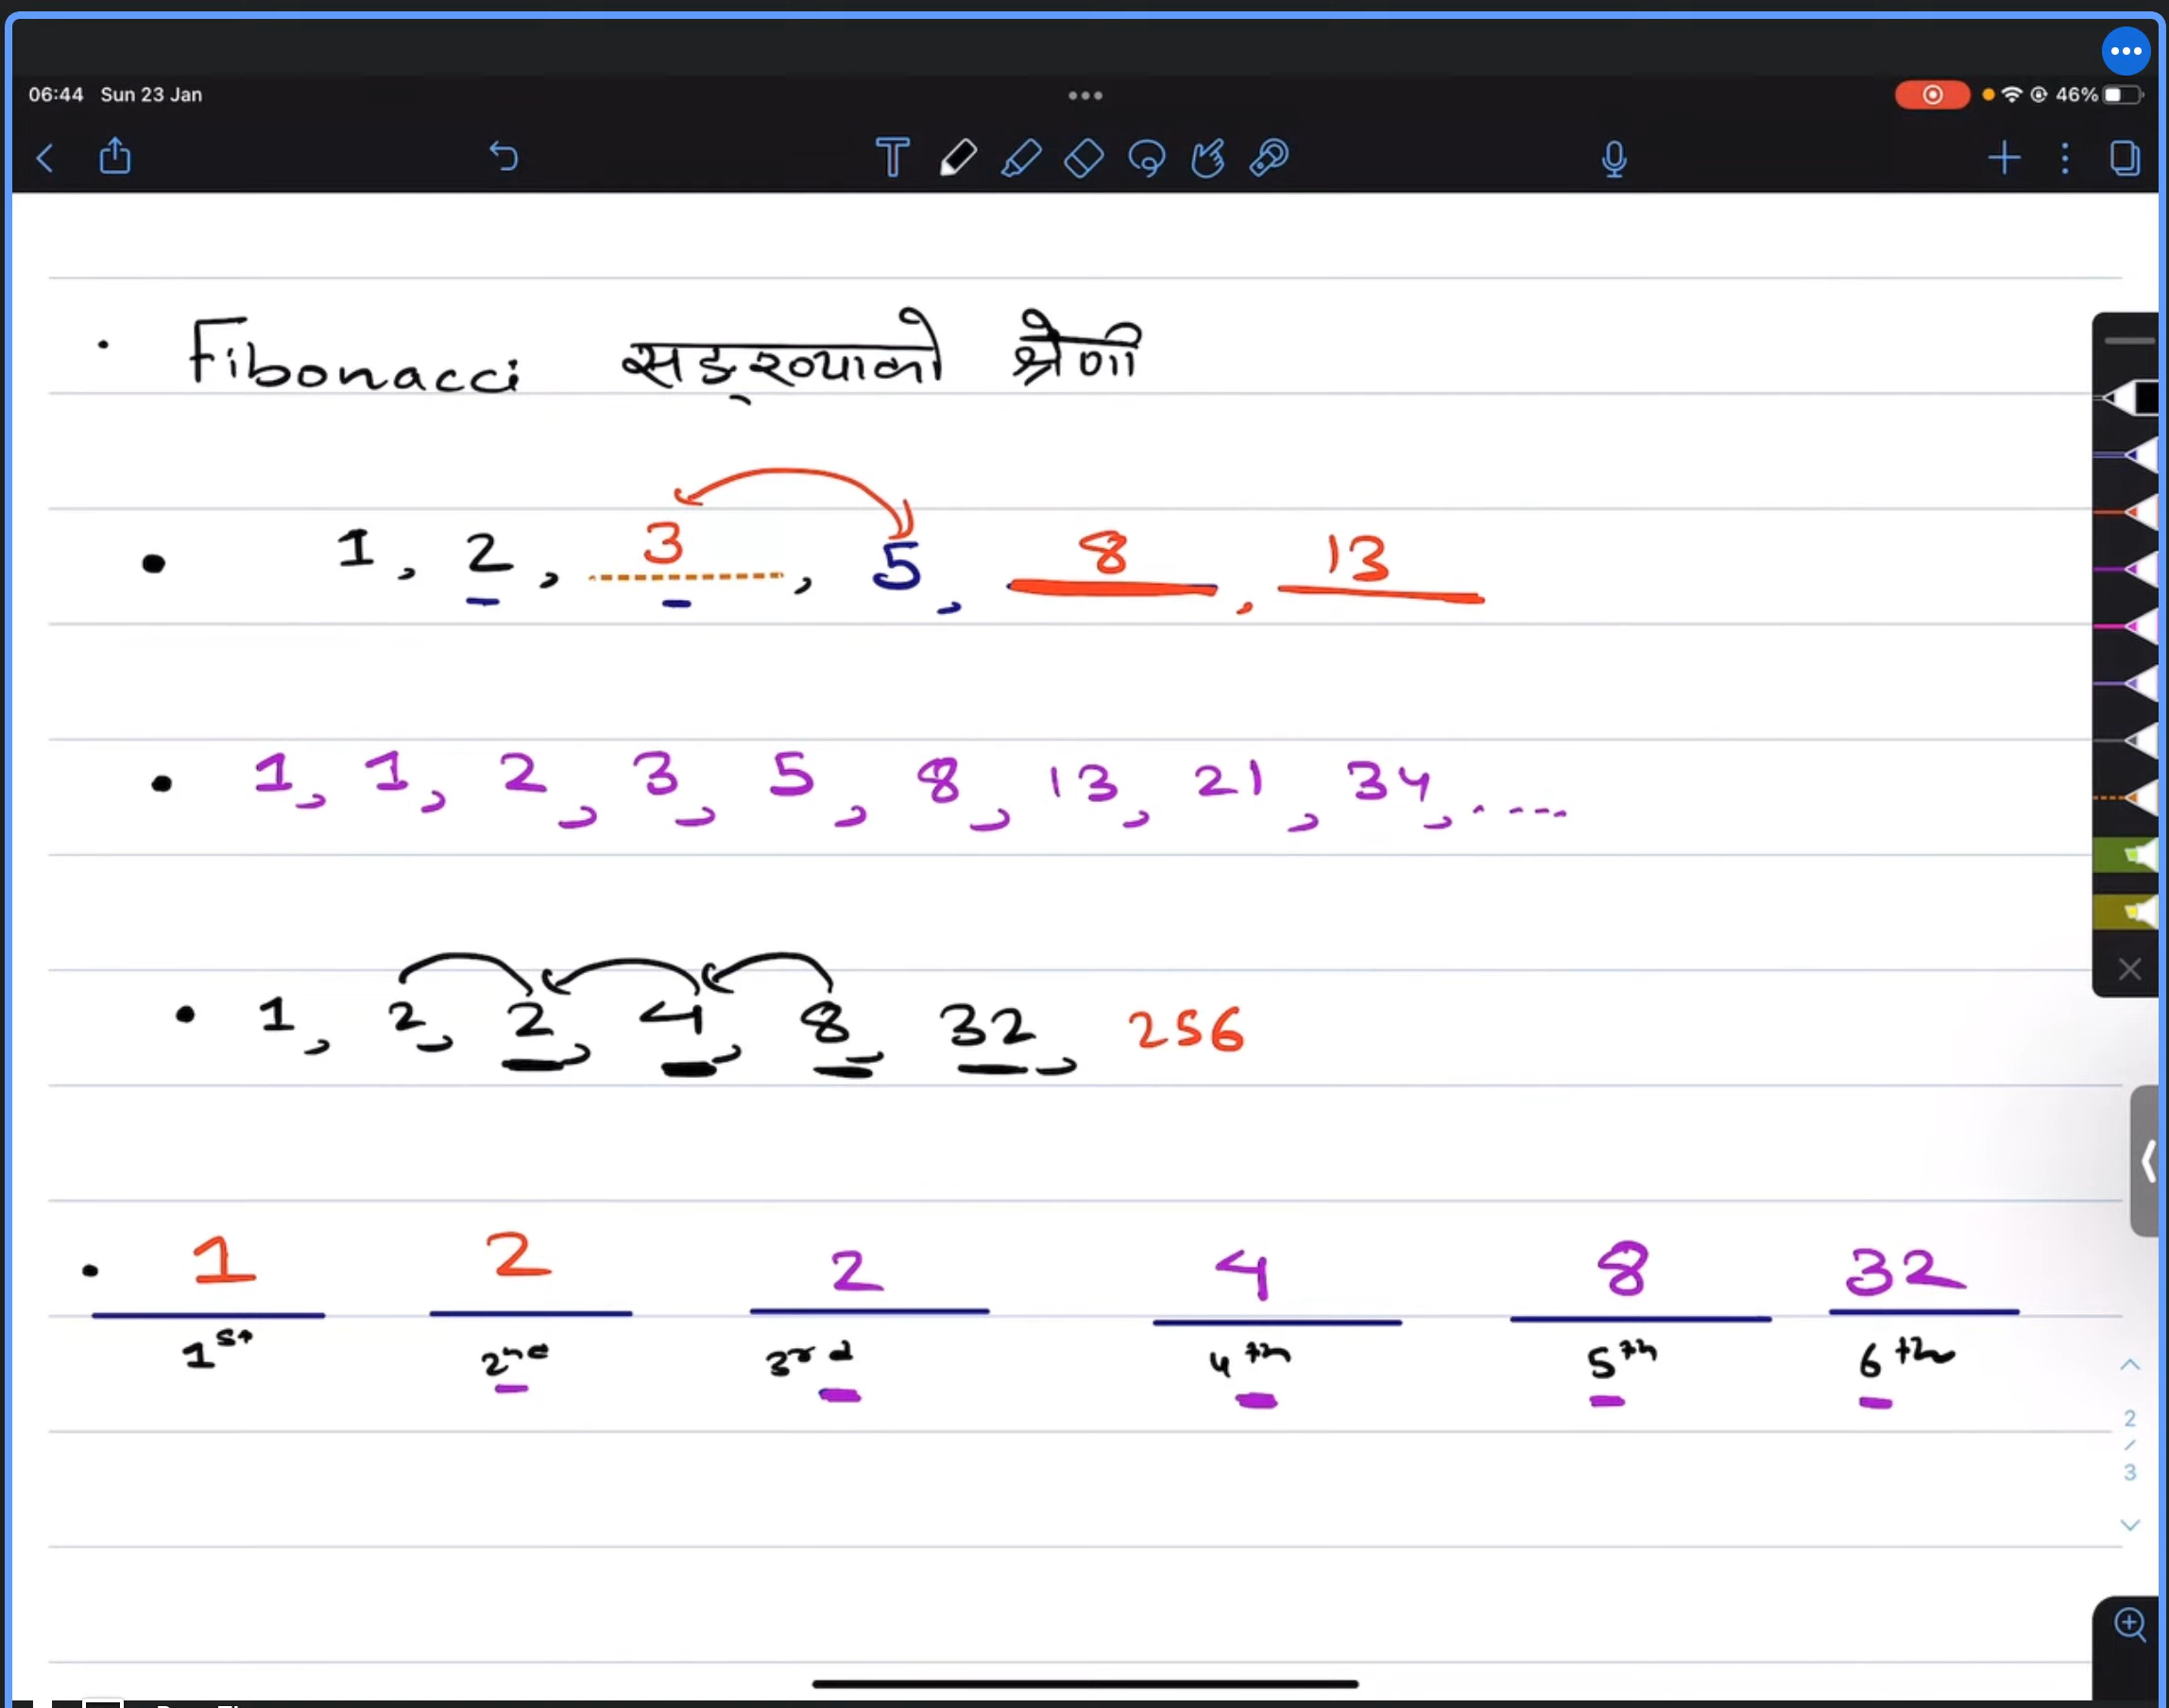 06:44 Sun 23 Jan
46%
· Fibonacci सङ्ख्याको श्रेणी
• 1, 2, 3, 5, 8, 13
• 1, 1, 2, 3, 5, 8, 13, 21, 34, ....
• 1, 2, 2, 4, 8, 32, 256
• 1 2 2 4 8 32
1st 2nd 3rd 4th 5th 6th
2
/
3